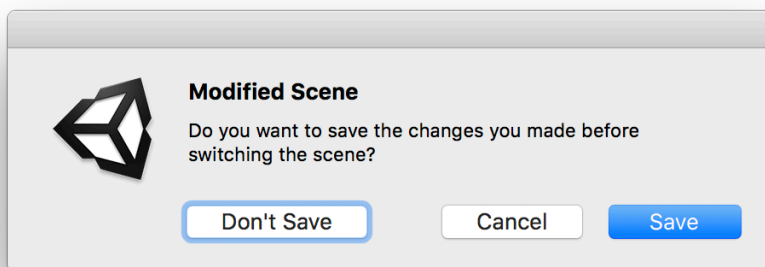 Modified Scene
Do you want to save the changes you made before
switching the scene?
Don't Save Cancel Save